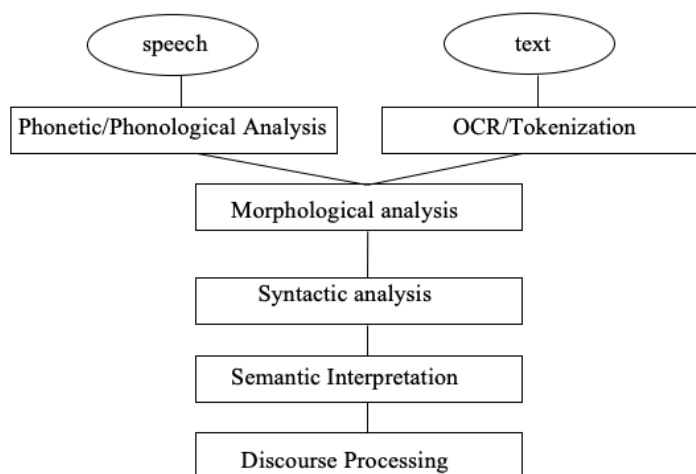 speech
text
Phonetic/Phonological Analysis
OCR/Tokenization
Morphological analysis
Syntactic analysis
Semantic Interpretation
Discourse Processing